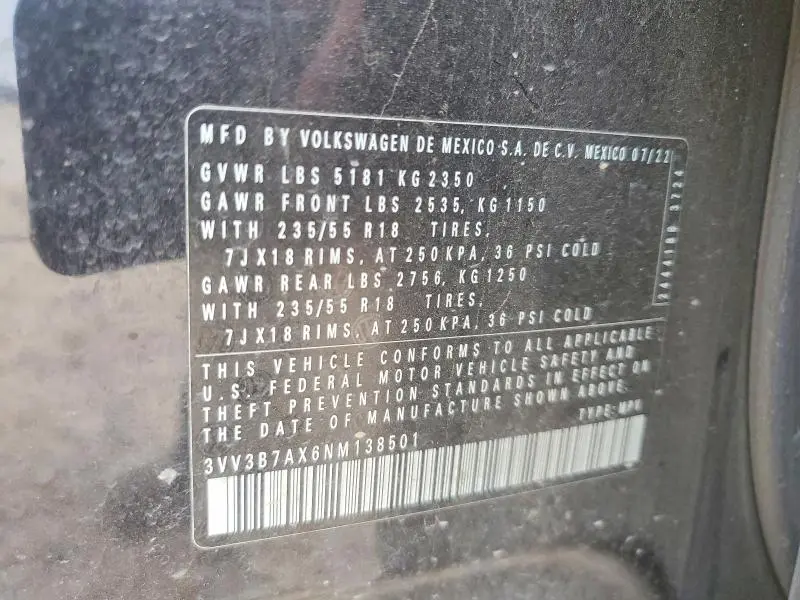 MFD BY VOLKSWAGEN DE MEXICO S.A. DE C.V. MEXICO 07/22
GVWR LBS 5181 KG 2350
GAWR FRONT LBS 2535, KG 1150
WITH 235/55 R18 TIRES,
7JX18 RIMS, AT 250 KPA, 36 PSI COLD
GAWR REAR LBS 2756, KG 1250
WITH 235/55 R18 TIRES,
7JX18 RIMS, AT 250 KPA, 36 PSI COLD
THIS VEHICLE CONFORMS TO ALL APPLICABLE
U.S. FEDERAL MOTOR VEHICLE SAFETY AND
THEFT PREVENTION STANDARDS IN EFFECT ON
THE DATE OF MANUFACTURE SHOWN ABOVE.
TYPE: MPV
3VV3B7AX6NM138501